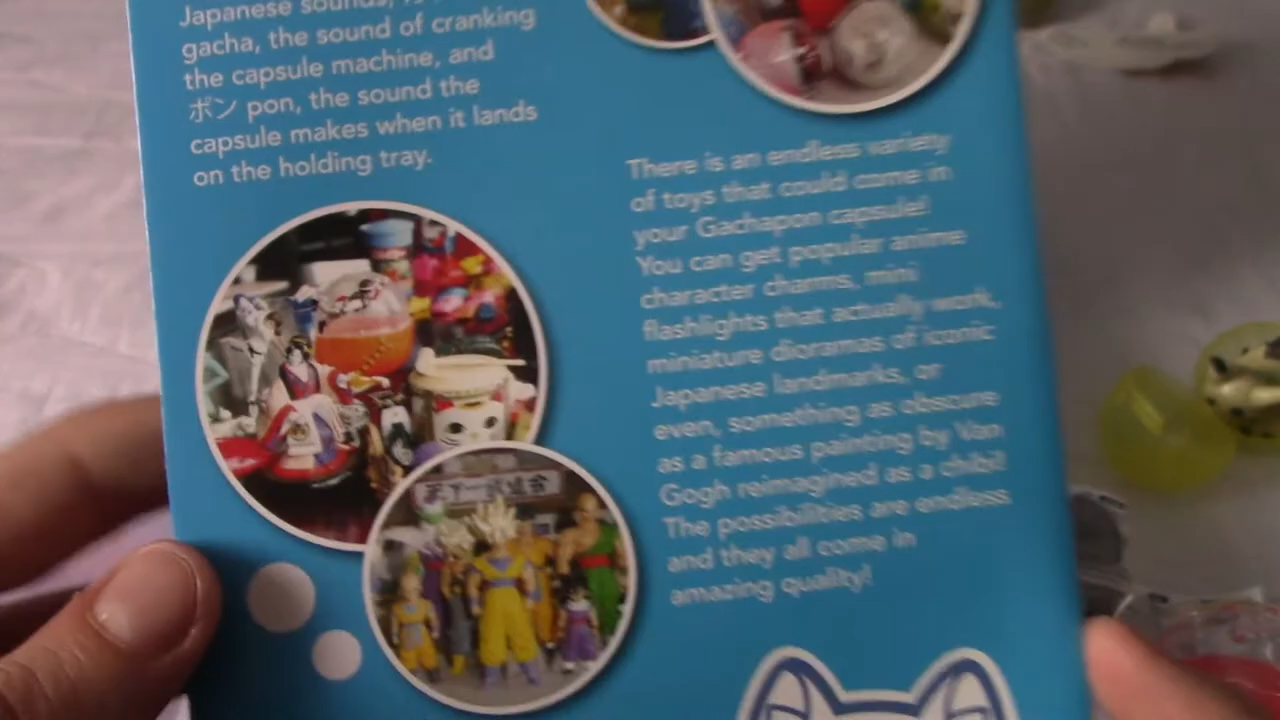 Japanese sounds,
gacha, the sound of cranking
the capsule machine, and
ポン pon, the sound the
capsule makes when it lands
on the holding tray.
There is an endless variety
of toys that could come in
your Gachapon capsule!
You can get popular anime
character charms, mini
flashlights that actually work,
miniature dioramas of iconic
Japanese landmarks, or
even, something as obscure
as a famous painting by Van
Gogh reimagined as a chibi!
The possibilities are endless
and they all come in
amazing quality!